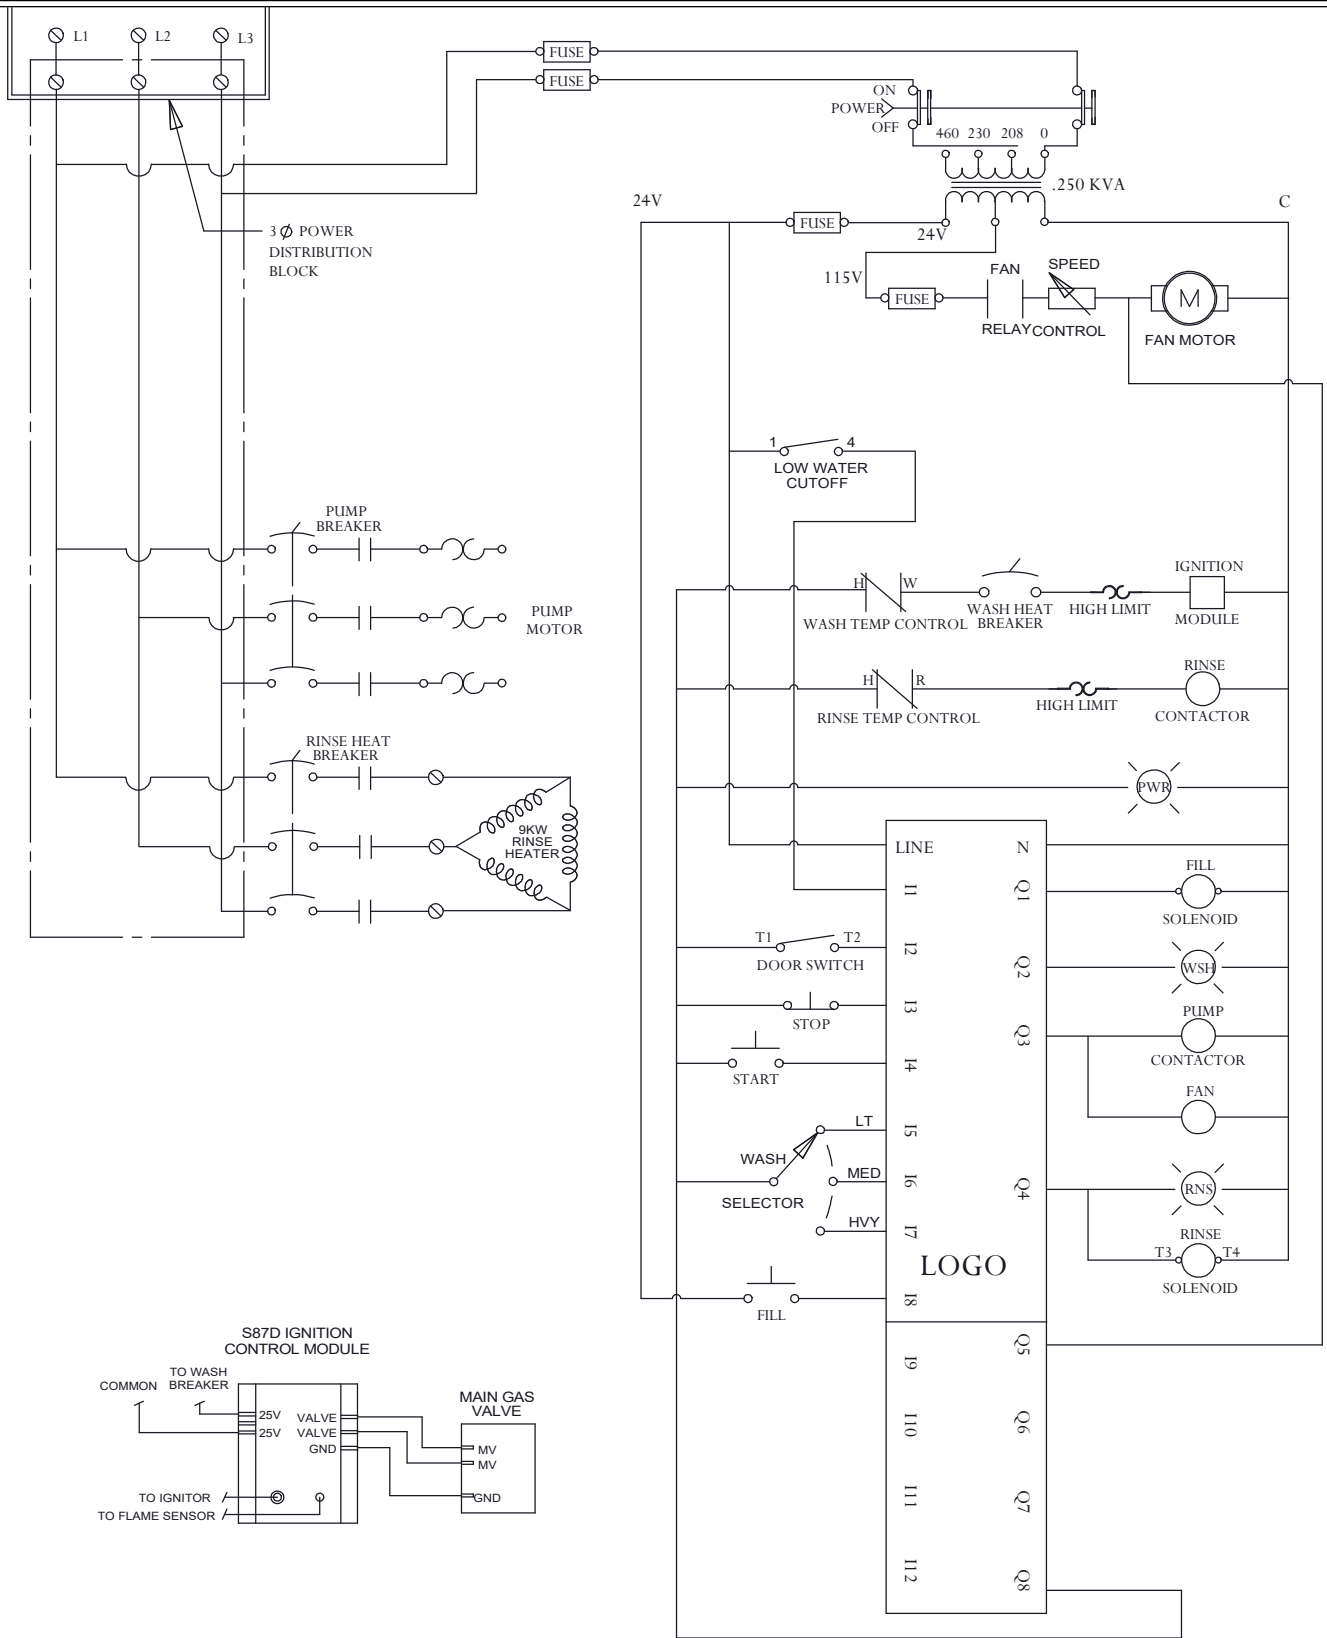 L1
L2
L3
FUSE
FUSE
ON
POWER
OFF
460 230 208 0
.250 KVA
24V
C
FUSE
24V
3 Ø POWER
DISTRIBUTION
BLOCK
115V
FUSE
FAN
RELAY
SPEED
CONTROL
M
FAN MOTOR
1 4
LOW WATER
CUTOFF
PUMP
BREAKER
PUMP
MOTOR
H W
WASH TEMP CONTROL
WASH HEAT
BREAKER
HIGH LIMIT
IGNITION
MODULE
H R
RINSE TEMP CONTROL
HIGH LIMIT
RINSE
CONTACTOR
RINSE HEAT
BREAKER
9KW
RINSE
HEATER
PWR
LINE N
I1 Q1
FILL
SOLENOID
T1 T2
DOOR SWITCH
I2 Q2
WSH
STOP
I3 Q3
PUMP
CONTACTOR
START
I4
FAN
LT
I5
WASH
SELECTOR
MED
I6 Q4
RNS
HVY
I7
RINSE
T3 T4
SOLENOID
LOGO
FILL
I8
Q5
I9
I10 Q6
I11 Q7
I12 Q8
S87D IGNITION
CONTROL MODULE
COMMON
TO WASH
BREAKER
25V
25V
VALVE
VALVE
GND
TO IGNITOR
TO FLAME SENSOR
MAIN GAS
VALVE
MV
MV
GND